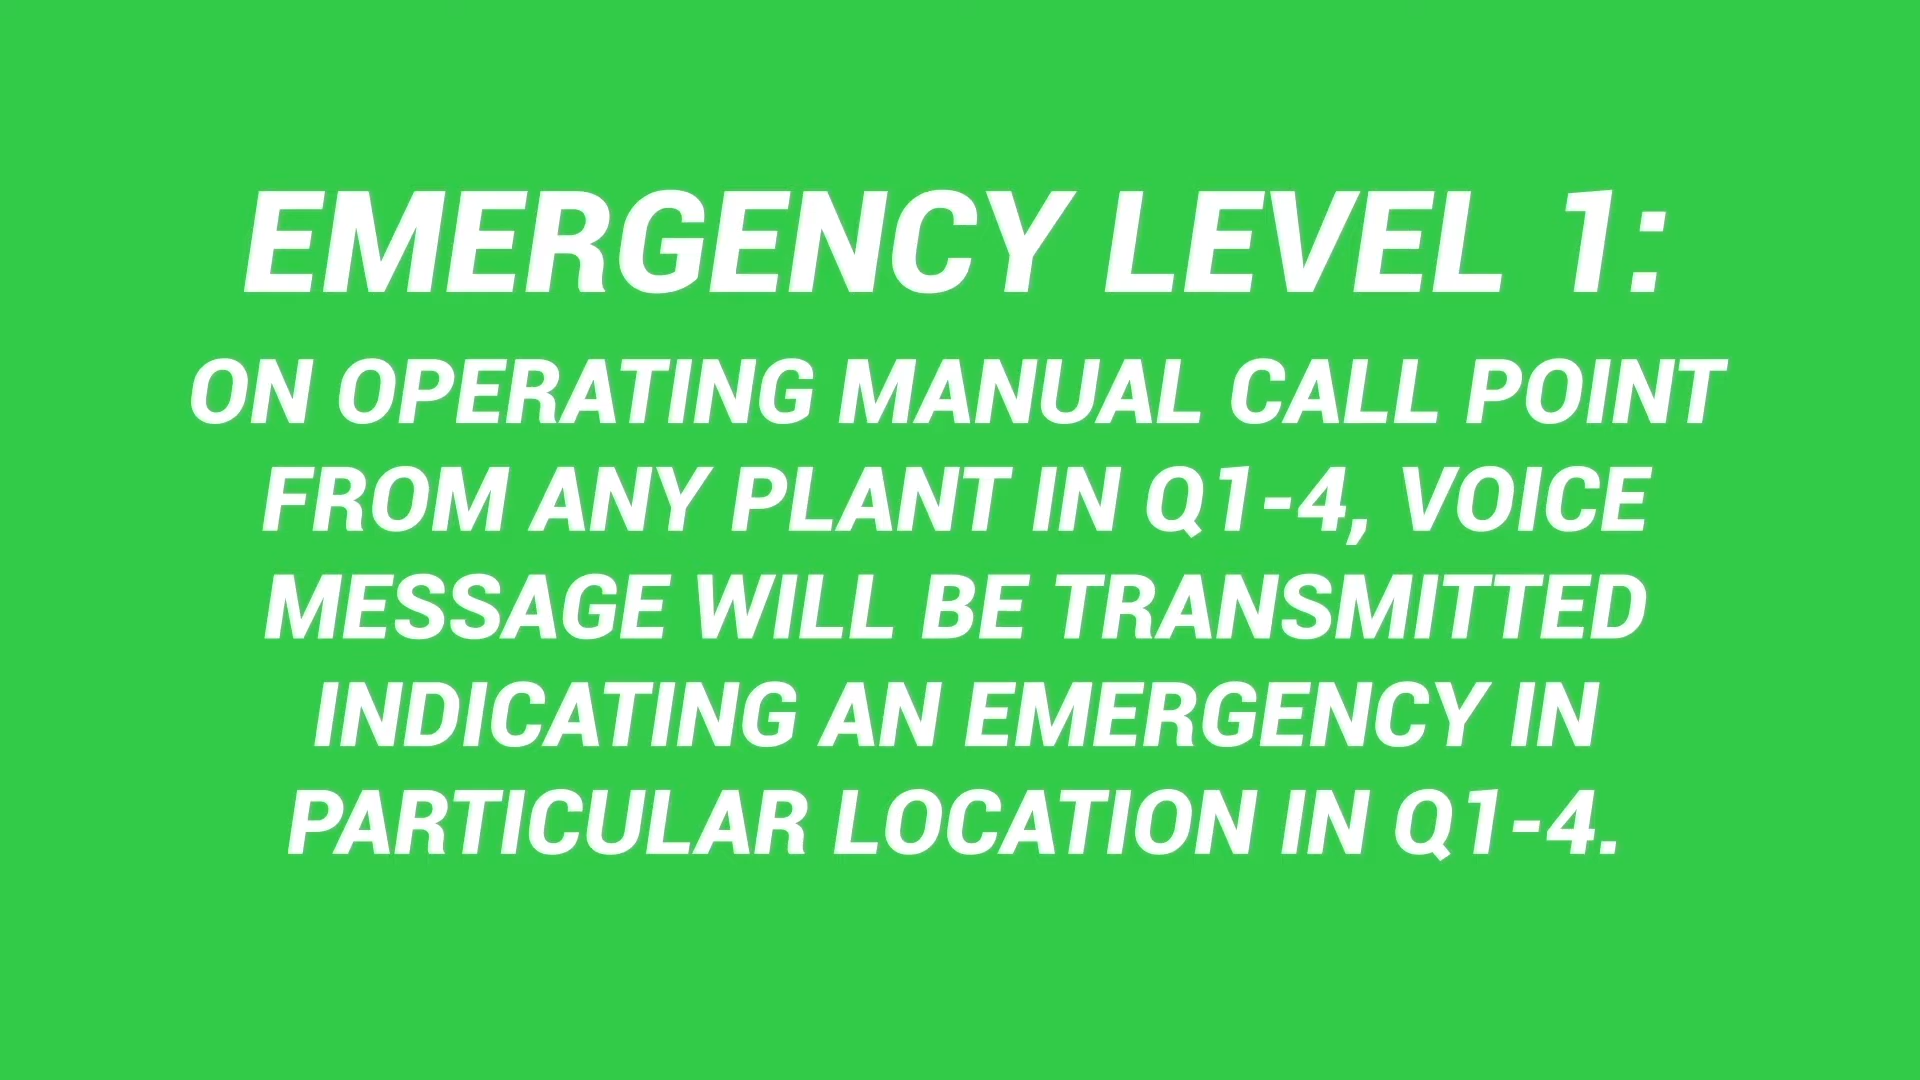 EMERGENCY LEVEL 1:
ON OPERATING MANUAL CALL POINT
FROM ANY PLANT IN Q1-4, VOICE
MESSAGE WILL BE TRANSMITTED
INDICATING AN EMERGENCY IN
PARTICULAR LOCATION IN Q1-4.